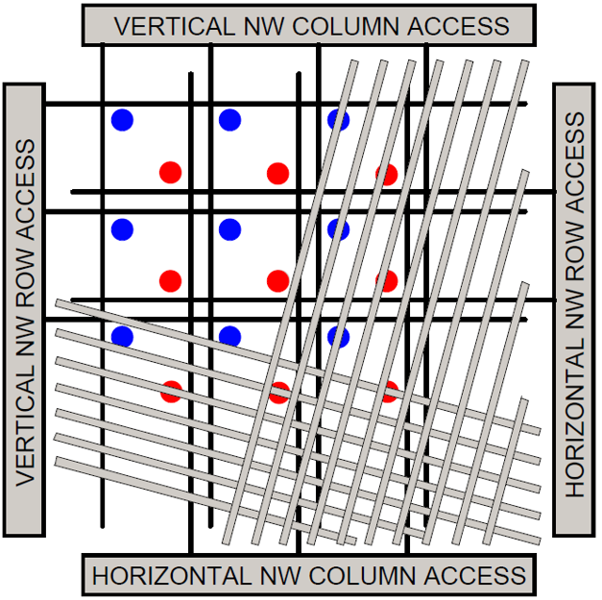 VERTICAL NW COLUMN ACCESS
VERTICAL NW ROW ACCESS
HORIZONTAL NW ROW ACCESS
HORIZONTAL NW COLUMN ACCESS